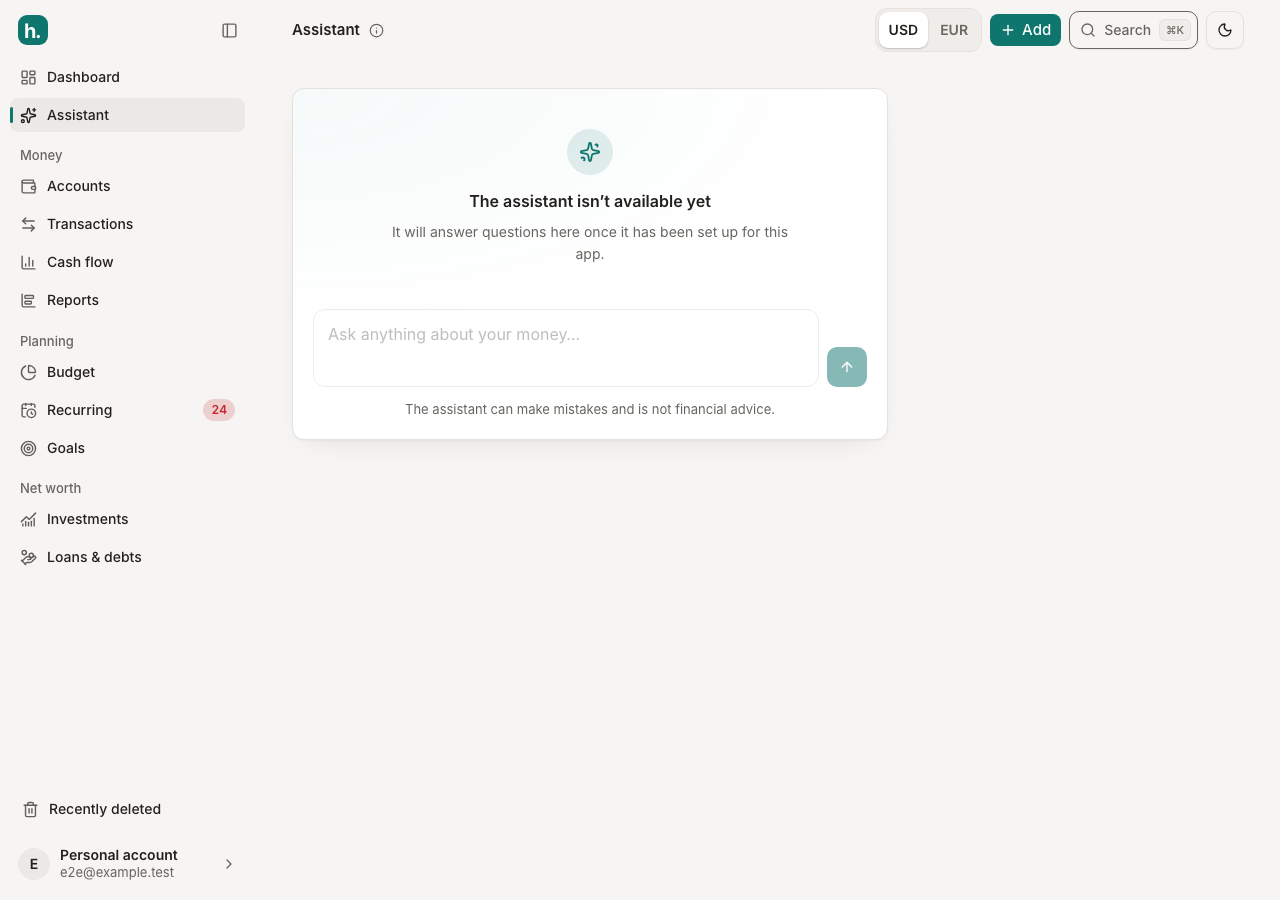 h.
Assistant
USD
EUR
Add
Search
⌘K
Dashboard
Assistant
Money
Accounts
Transactions
Cash flow
Reports
Planning
Budget
Recurring
24
Goals
Net worth
Investments
Loans & debts
The assistant isn’t available yet
It will answer questions here once it has been set up for this
app.
Ask anything about your money…
The assistant can make mistakes and is not financial advice.
Recently deleted
E
Personal account
e2e@example.test